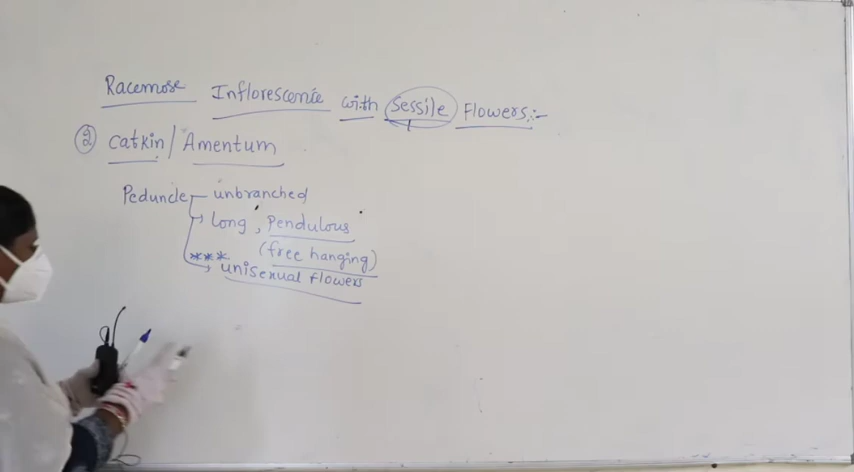 Racemose Inflorescence with Sessile Flowers:-
② Catkin/Amentum
Peduncle unbranched
→ Long, "Pendulous"
(free hanging)
*** → unisexual flowers